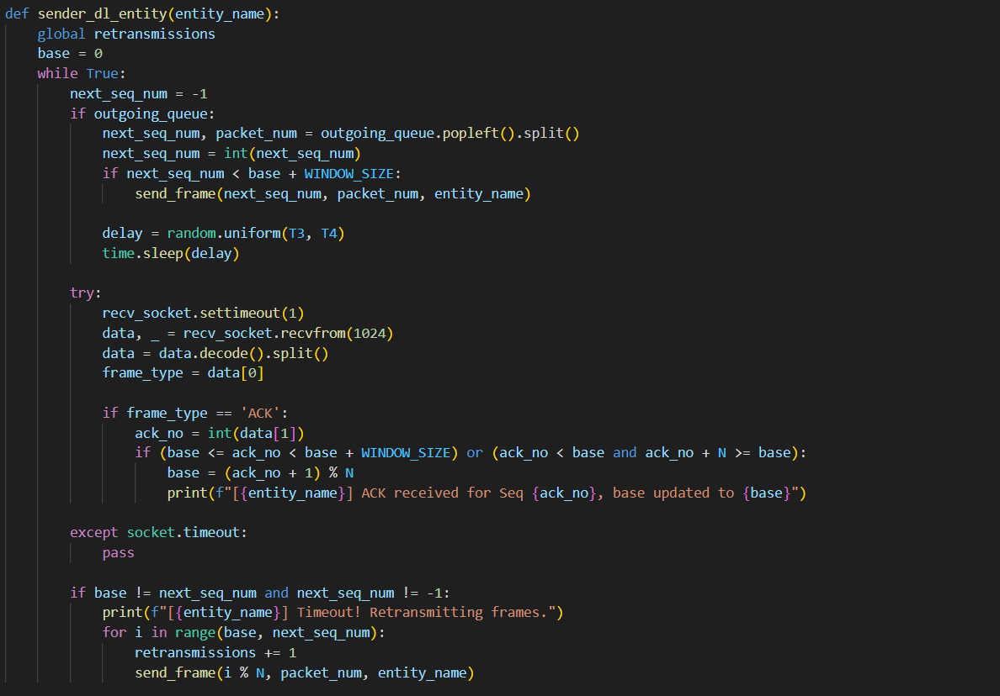 def sender_dl_entity(entity_name):
    global retransmissions
    base = 0
    while True:
        next_seq_num = -1
        if outgoing_queue:
            next_seq_num, packet_num = outgoing_queue.popleft().split()
            next_seq_num = int(next_seq_num)
            if next_seq_num < base + WINDOW_SIZE:
                send_frame(next_seq_num, packet_num, entity_name)

            delay = random.uniform(T3, T4)
            time.sleep(delay)

        try:
            recv_socket.settimeout(1)
            data, _ = recv_socket.recvfrom(1024)
            data = data.decode().split()
            frame_type = data[0]

            if frame_type == 'ACK':
                ack_no = int(data[1])
                if (base <= ack_no < base + WINDOW_SIZE) or (ack_no < base and ack_no + N >= base):
                    base = (ack_no + 1) % N
                    print(f"[{entity_name}] ACK received for Seq {ack_no}, base updated to {base}")

        except socket.timeout:
            pass

        if base != next_seq_num and next_seq_num != -1:
            print(f"[{entity_name}] Timeout! Retransmitting frames.")
            for i in range(base, next_seq_num):
                retransmissions += 1
                send_frame(i % N, packet_num, entity_name)